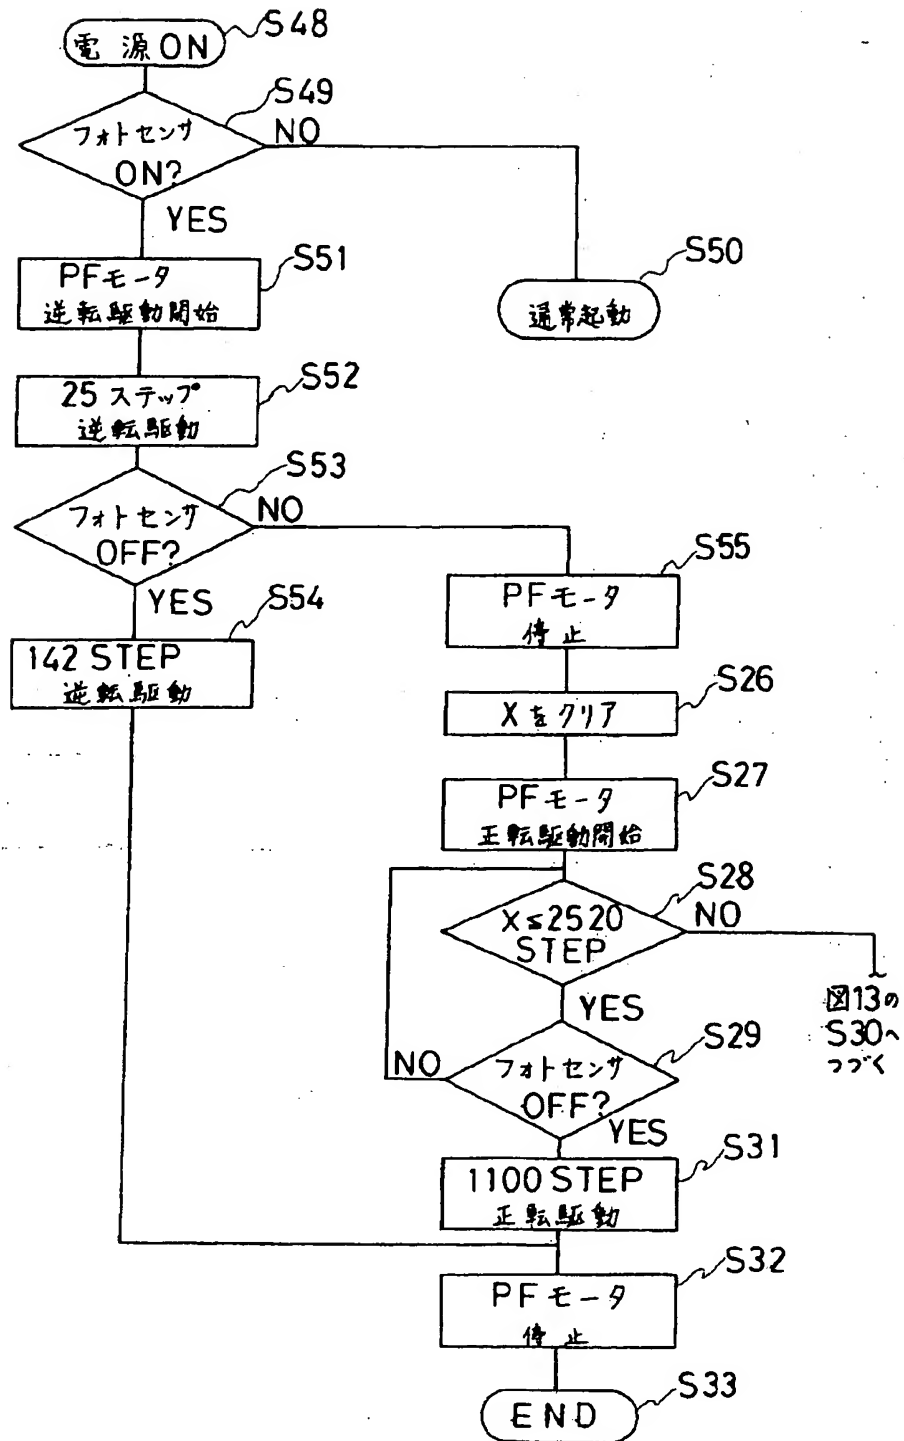 電源ON
S48
S49
フォトセンサ
ON?
NO
YES
S51
PFモータ
逆転駆動開始
S50
通常起動
S52
25ステップ
逆転駆動
S53
フォトセンサ
OFF?
NO
YES
S54
142 STEP
逆転駆動
S55
PFモータ
停止
S26
Xをクリア
S27
PFモータ
正転駆動開始
S28
X≦2520
STEP
NO
図13の
S30へ
つづく
YES
S29
NO
フォトセンサ
OFF?
YES
S31
1100 STEP
正転駆動
S32
PFモータ
停止
S33
END